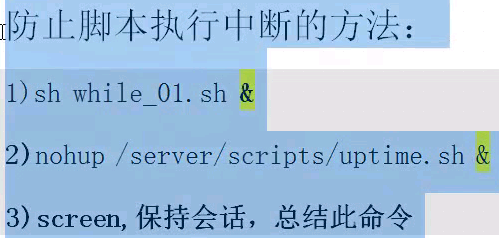 防止脚本执行中断的方法：
1)sh while_01.sh &
2)nohup /server/scripts/uptime.sh &
3)screen,保持会话，总结此命令